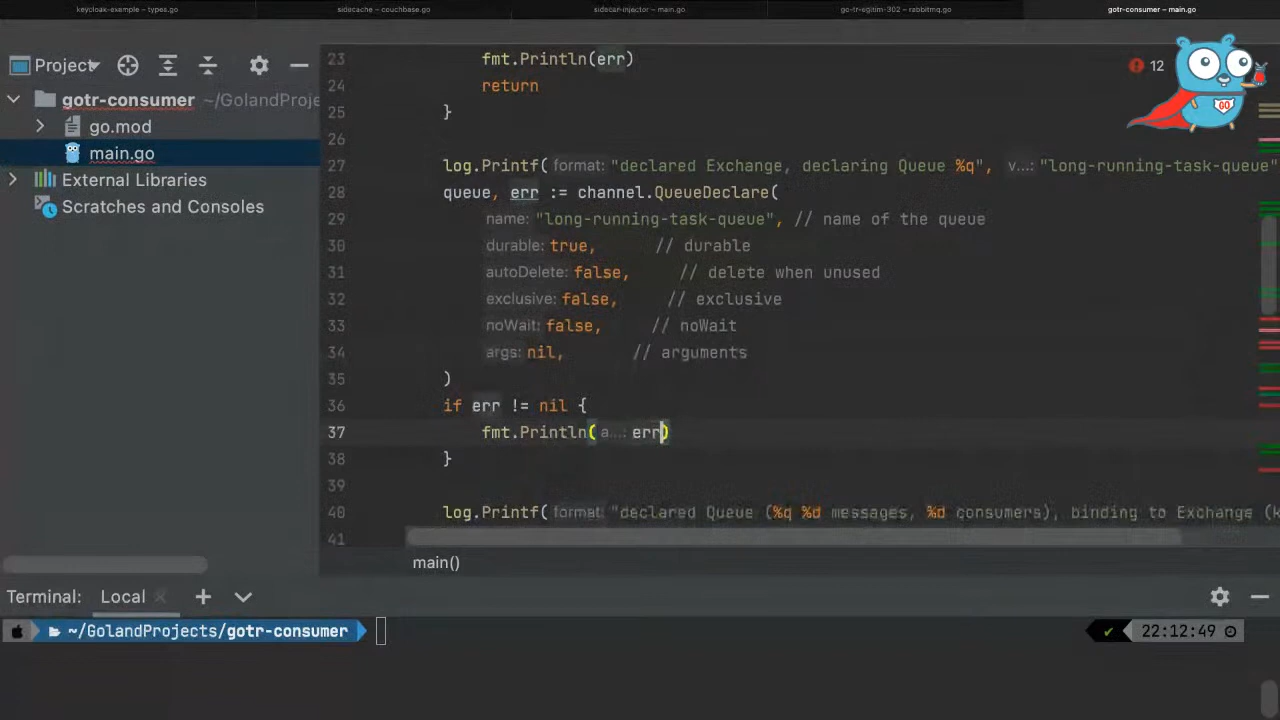 keycloak-exemple – types.go
sidecache – couchbase.go
sidecar-injector – main.go
go-tr-egitim-302 – rabbitmq.go
gotr-consumer – main.go
Project
gotr-consumer ~/GolandProje
go.mod
main.go
External Libraries
Scratches and Consoles
12
GO
23 fmt.Println(err)
24 return
25 }
26
27 log.Printf( format: "declared Exchange, declaring Queue %q", v...: "long-running-task-queue"
28 queue, err := channel.QueueDeclare(
29 name: "long-running-task-queue", // name of the queue
30 durable: true, // durable
31 autoDelete: false, // delete when unused
32 exclusive: false, // exclusive
33 noWait: false, // noWait
34 args: nil, // arguments
35 )
36 if err != nil {
37 fmt.Println( a...: err)
38 }
39
40 log.Printf( format: "declared Queue (%q %d messages, %d consumers), binding to Exchange (k
41
main()
Terminal: Local
~/GolandProjects/gotr-consumer
22:12:49